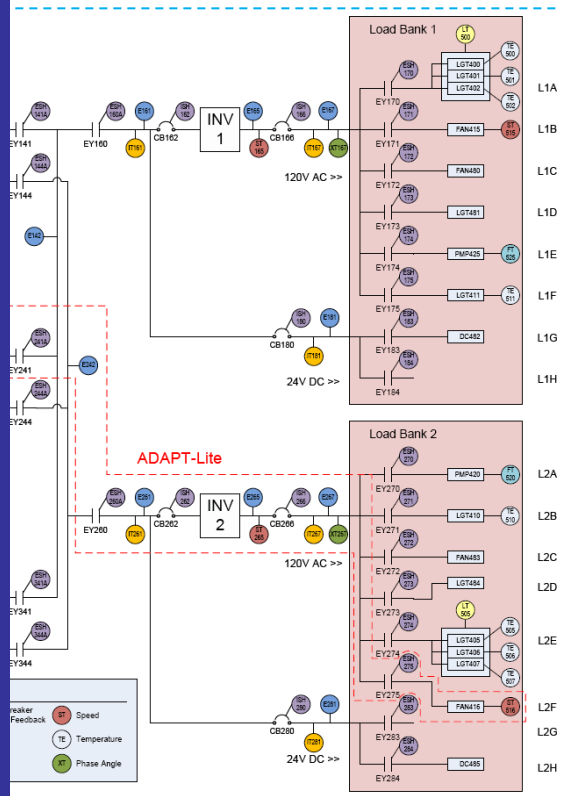 Load Bank 1
LT 500
TE 500
ESH 170
LGT400
LGT401
TE 501
LGT402
L1A
EY170
TE 502
ESH 141A
ESH 160A
E161
ISH 162
INV 1
E165
ISH 166
E167
ESH 171
FAN415
ST 515
L1B
EY141
EY160
CB162
CB166
EY171
IT161
ST 165
IT167
XT167
ESH 172
120V AC >>
FAN480
L1C
ESH 144A
EY172
EY144
ESH 173
LGT481
L1D
EY173
E142
ESH 174
PMP425
FT 525
L1E
EY174
ESH 175
LGT411
TE 511
L1F
EY175
ISH 180
E181
ESH 183
DC482
L1G
ESH 241A
CB180
EY183
IT181
EY241
E242
ESH 184
24V DC >>
L1H
ESH 244A
EY184
EY244
Load Bank 2
ADAPT-Lite
ESH 270
PMP420
FT 520
L2A
EY270
ESH 260A
E261
ISH 262
INV 2
E265
ISH 266
E267
ESH 271
LGT410
TE 510
L2B
EY260
CB262
CB266
EY271
IT261
ST 265
IT267
XT267
ESH 272
120V AC >>
FAN483
L2C
EY272
ESH 341A
ESH 273
LGT484
L2D
EY341
EY273
LT 505
ESH 344A
ESH 274
TE 505
LGT405
L2E
LGT406
TE 506
EY344
EY274
LGT407
ESH 275
TE 507
EY275
reaker
Feedback
ST Speed
ISH 280
E281
ESH 283
FAN416
ST 516
L2F
TE Temperature
CB280
EY283
L2G
IT281
ESH 284
XT Phase Angle
24V DC >>
DC485
L2H
EY284